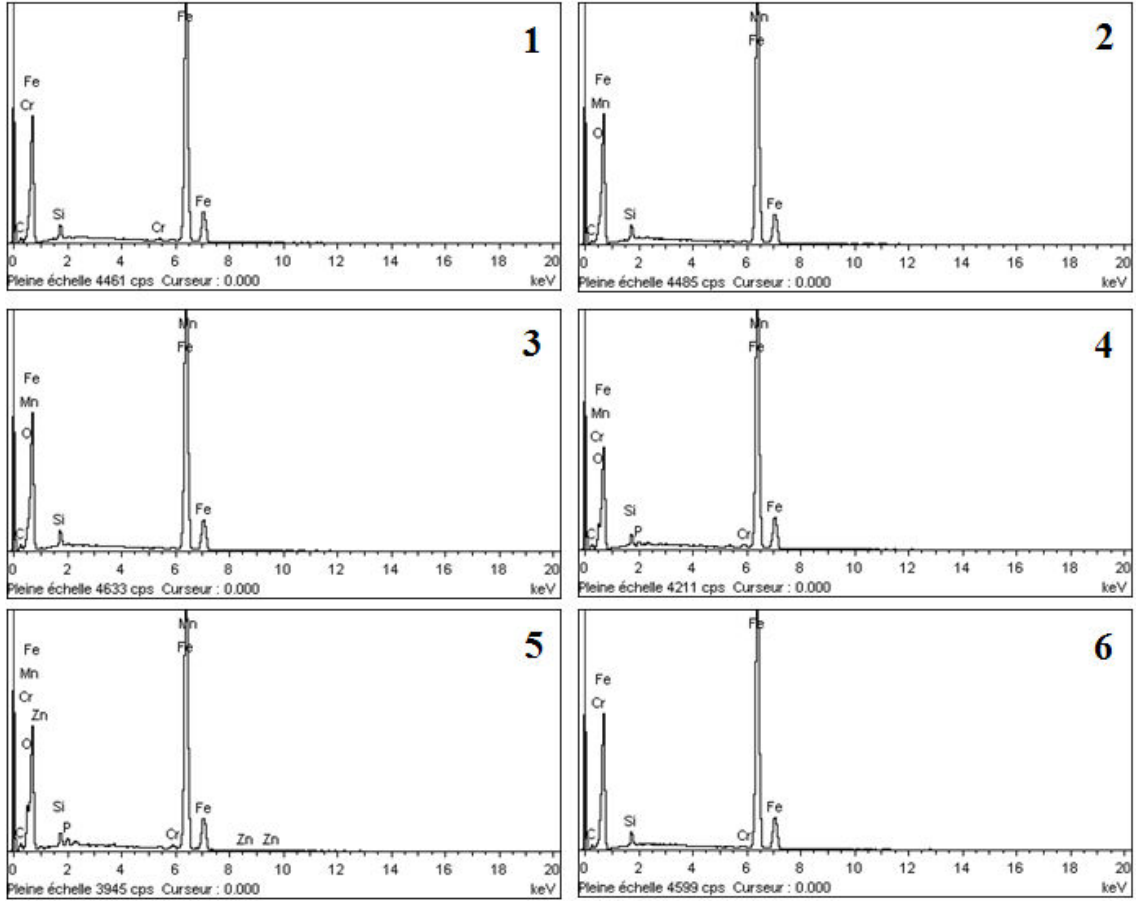 1
Fe
Fe
Cr
Fe
Si
Cr
C
0 2 4 6 8 10 12 14 16 18 20
Pleine échelle 4461 cps Curseur : 0.000 keV
2
Mn
Fe
Fe
Mn
O
Fe
Si
C
0 2 4 6 8 10 12 14 16 18 20
Pleine échelle 4485 cps Curseur : 0.000 keV
3
Mn
Fe
Fe
Mn
O
Fe
Si
C
0 2 4 6 8 10 12 14 16 18 20
Pleine échelle 4633 cps Curseur : 0.000 keV
4
Mn
Fe
Fe
Mn
Cr
O
Fe
Si
P
Cr
C
0 2 4 6 8 10 12 14 16 18 20
Pleine échelle 4211 cps Curseur : 0.000 keV
5
Mn
Fe
Fe
Mn
Cr
Zn
O
Fe
Si
P
Cr
C
Zn Zn
0 2 4 6 8 10 12 14 16 18 20
Pleine échelle 3945 cps Curseur : 0.000 keV
6
Fe
Fe
Cr
Fe
Si
Cr
C
0 2 4 6 8 10 12 14 16 18 20
Pleine échelle 4599 cps Curseur : 0.000 keV